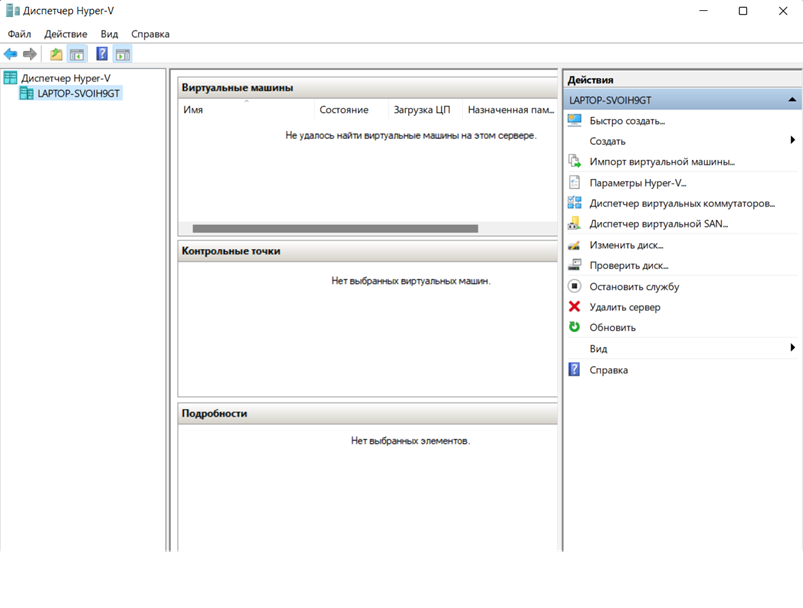 Диспетчер Hyper-V
Файл Действие Вид Справка
Диспетчер Hyper-V
LAPTOP-SVOIH9GT
Виртуальные машины
Имя Состояние Загрузка ЦП Назначенная пам...
Не удалось найти виртуальные машины на этом сервере.
Контрольные точки
Нет выбранных виртуальных машин.
Подробности
Нет выбранных элементов.
Действия
LAPTOP-SVOIH9GT
Быстро создать...
Создать
Импорт виртуальной машины...
Параметры Hyper-V...
Диспетчер виртуальных коммутаторов...
Диспетчер виртуальной SAN...
Изменить диск...
Проверить диск...
Остановить службу
Удалить сервер
Обновить
Вид
Справка